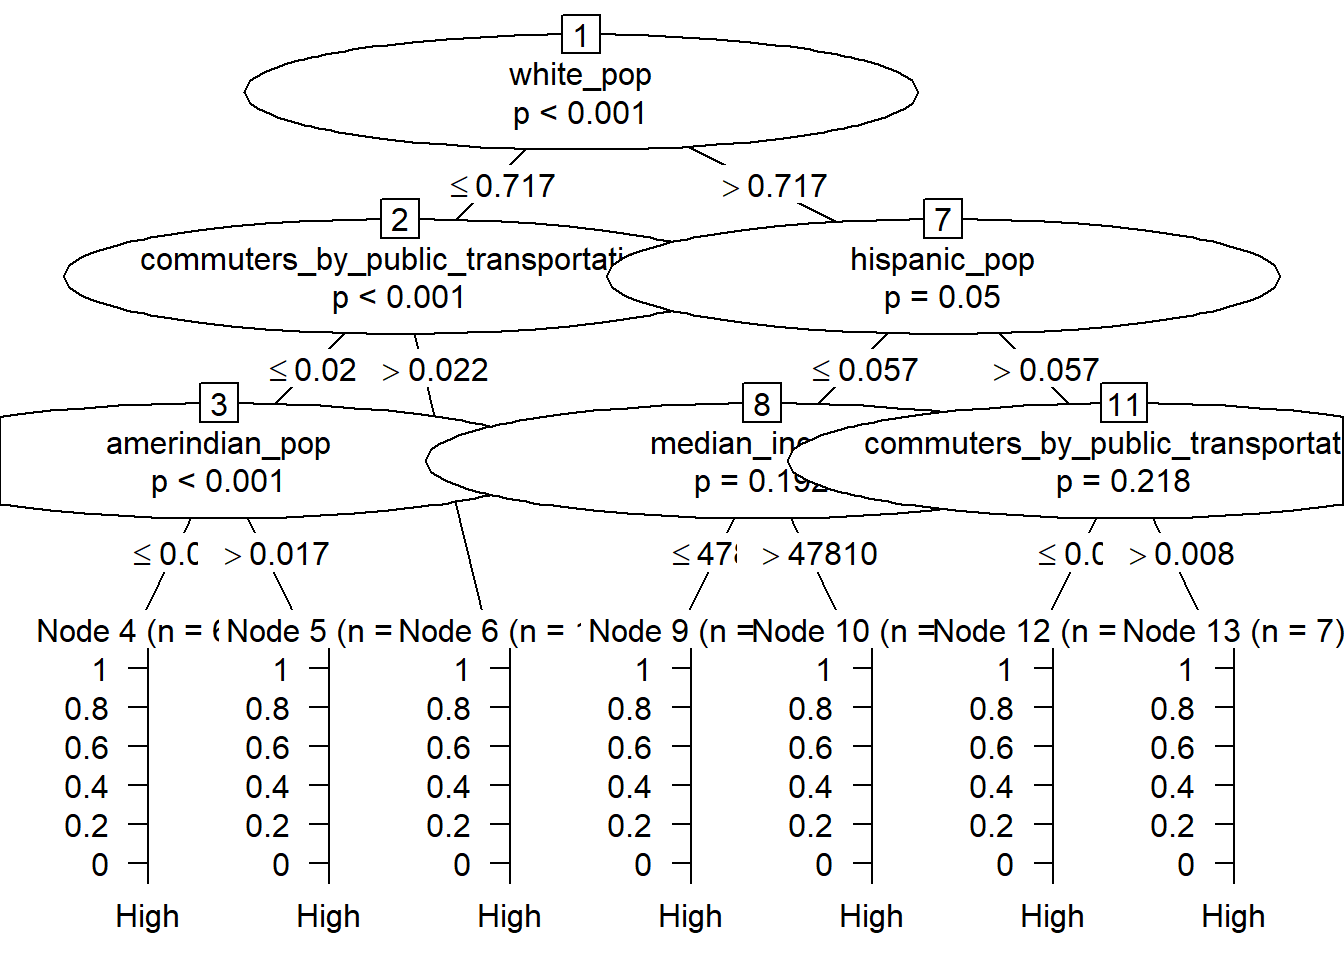 1
white_pop
p < 0.001
≤ 0.717
> 0.717
2
commuters_by_public_transportati
p < 0.001
7
hispanic_pop
p = 0.05
≤ 0.02
> 0.022
≤ 0.057
> 0.057
3
amerindian_pop
p < 0.001
8
median_inc
p = 0.192
11
commuters_by_public_transportat
p = 0.218
≤ 0.0
> 0.017
≤ 478
> 47810
≤ 0.0
> 0.008
Node 4 (n = 6
Node 5 (n =
Node 6 (n =
Node 9 (n =
Node 10 (n =
Node 12 (n =
Node 13 (n = 7)
1 1 1 1 1 1 1
0.8 0.8 0.8 0.8 0.8 0.8 0.8
0.6 0.6 0.6 0.6 0.6 0.6 0.6
0.4 0.4 0.4 0.4 0.4 0.4 0.4
0.2 0.2 0.2 0.2 0.2 0.2 0.2
0 0 0 0 0 0 0
High High High High High High High